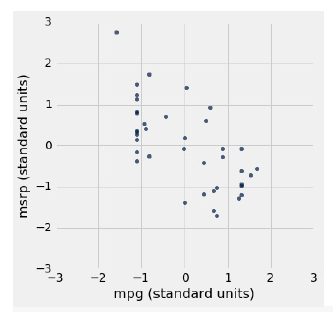 3
2
1
0
−1
−2
−3
msrp (standard units)
−3 −2 −1 0 1 2 3
mpg (standard units)